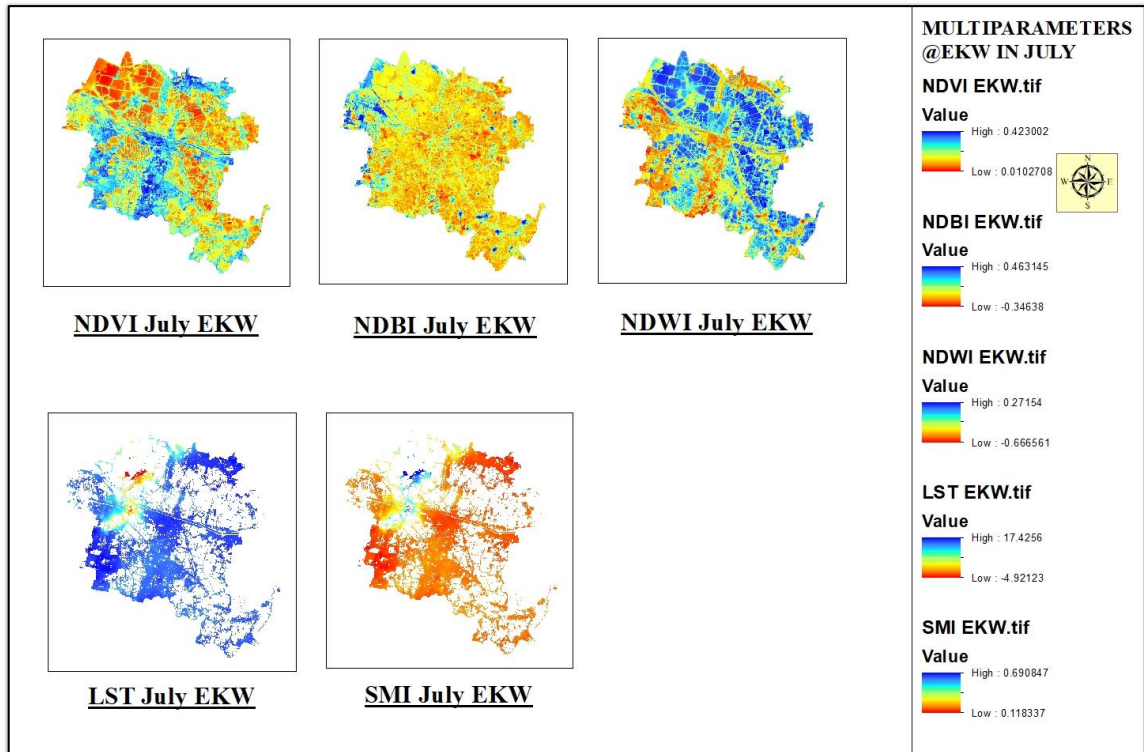 NDVI July EKW
NDBI July EKW
NDWI July EKW
LST July EKW
SMI July EKW
MULTIPARAMETERS
@EKW IN JULY
NDVI EKW.tif
Value
High : 0.423002
Low : 0.0102708
N
W
E
S
NDBI EKW.tif
Value
High : 0.463145
Low : -0.34638
NDWI EKW.tif
Value
High : 0.27154
Low : -0.666561
LST EKW.tif
Value
High : 17.4256
Low : -4.92123
SMI EKW.tif
Value
High : 0.690847
Low : 0.118337